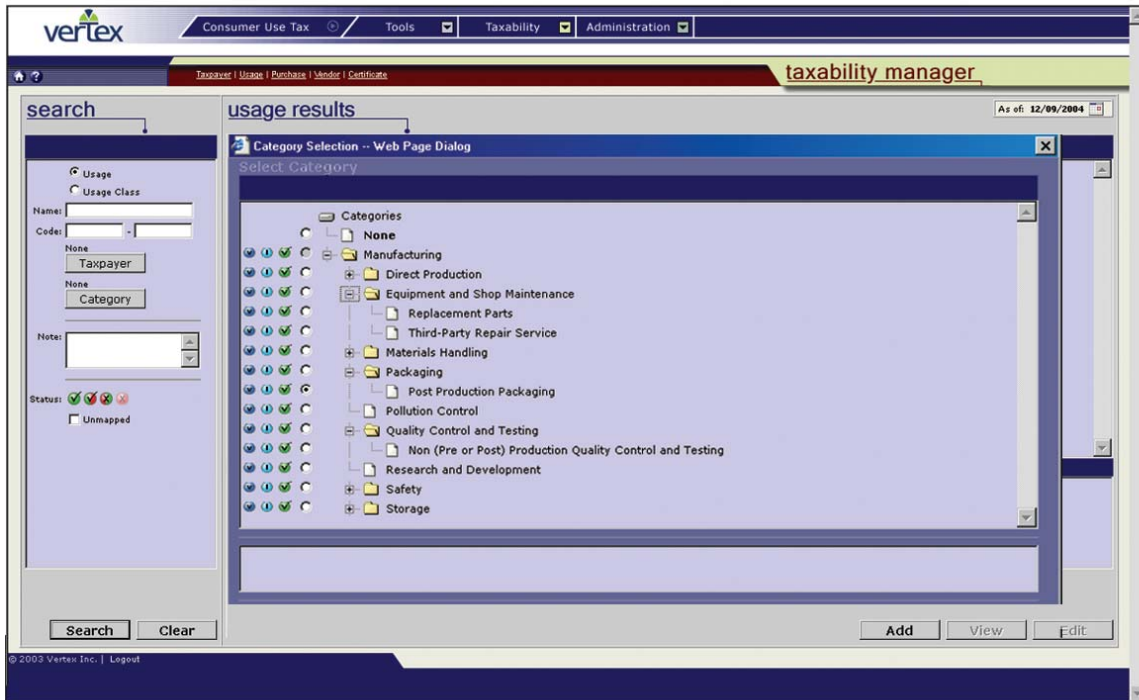 vertex
Consumer Use Tax Tools Taxability Administration
Taxpayer | Usage | Purchase | Vendor | Certificate
taxability manager
search
usage results
As of: 12/09/2004
Category Selection -- Web Page Dialog
Select Category
Usage
Usage Class
Name:
Code: -
None
Taxpayer
None
Category
Note:
Status:
Unmapped
Categories
None
Manufacturing
Direct Production
Equipment and Shop Maintenance
Replacement Parts
Third-Party Repair Service
Materials Handling
Packaging
Post Production Packaging
Pollution Control
Quality Control and Testing
Non (Pre or Post) Production Quality Control and Testing
Research and Development
Safety
Storage
Search Clear
Add View Edit
© 2003 Vertex Inc. | Logout